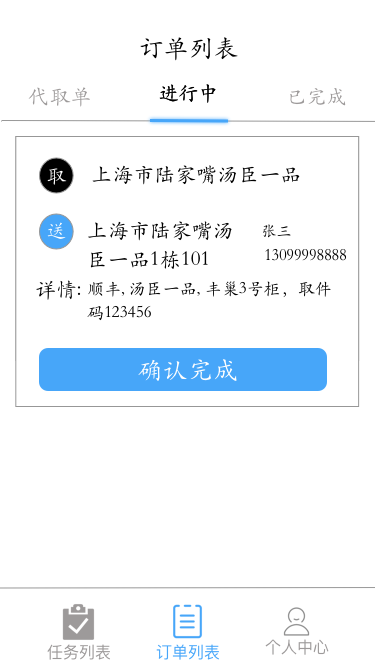 订单列表
代取单
进行中
已完成
取
上海市陆家嘴汤臣一品
送
上海市陆家嘴汤
臣一品1栋101
张三
13099998888
详情:
顺丰,汤臣一品,丰巢3号柜，取件
码123456
确认完成
任务列表
订单列表
个人中心